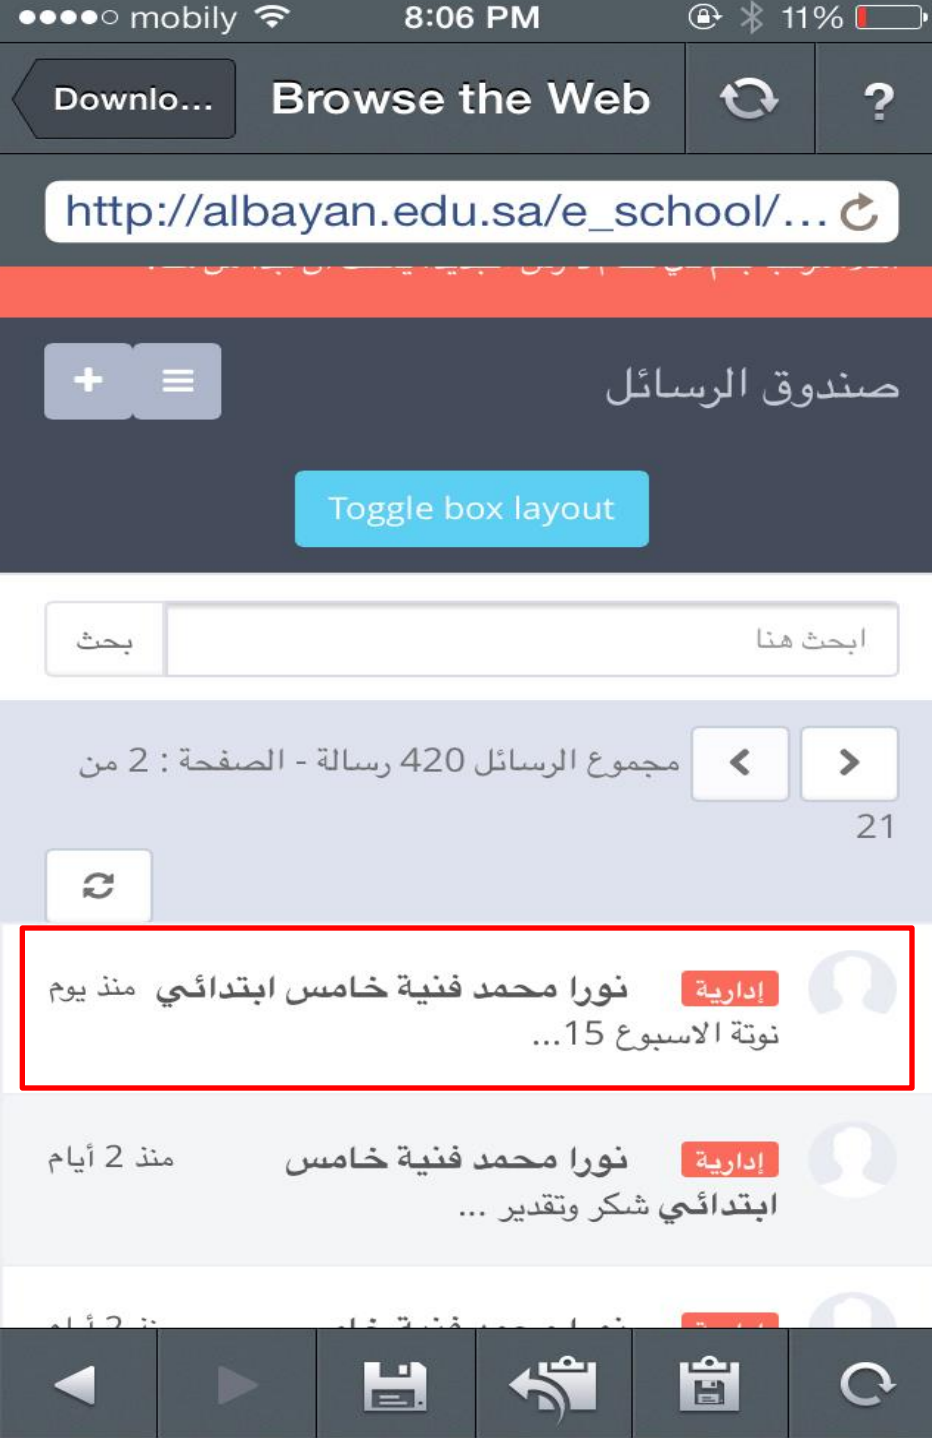 mobily 8:06 PM 11%
Downlo... Browse the Web ?
http://albayan.edu.sa/e_school/...
صندوق الرسائل
Toggle box layout
ابحث هنا بحث
مجموع الرسائل 420 رسالة - الصفحة : 2 من
21
إدارية نورا محمد فنية خامس ابتدائي منذ يوم
نوتة الاسبوع 15...
إدارية نورا محمد فنية خامس منذ 2 أيام
ابتدائي شكر وتقدير ...